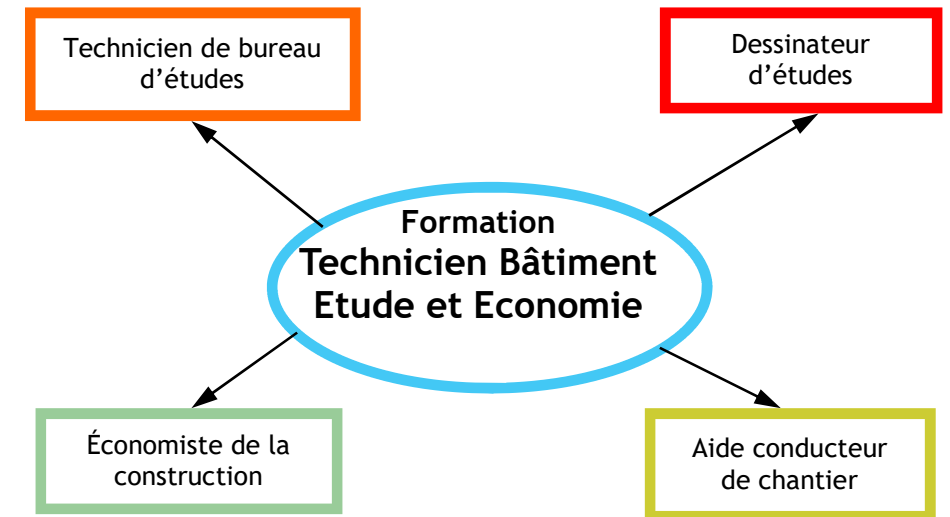 Technicien de bureau
d’études
Dessinateur
d’études
Formation
Technicien Bâtiment
Etude et Economie
Économiste de la
construction
Aide conducteur
de chantier